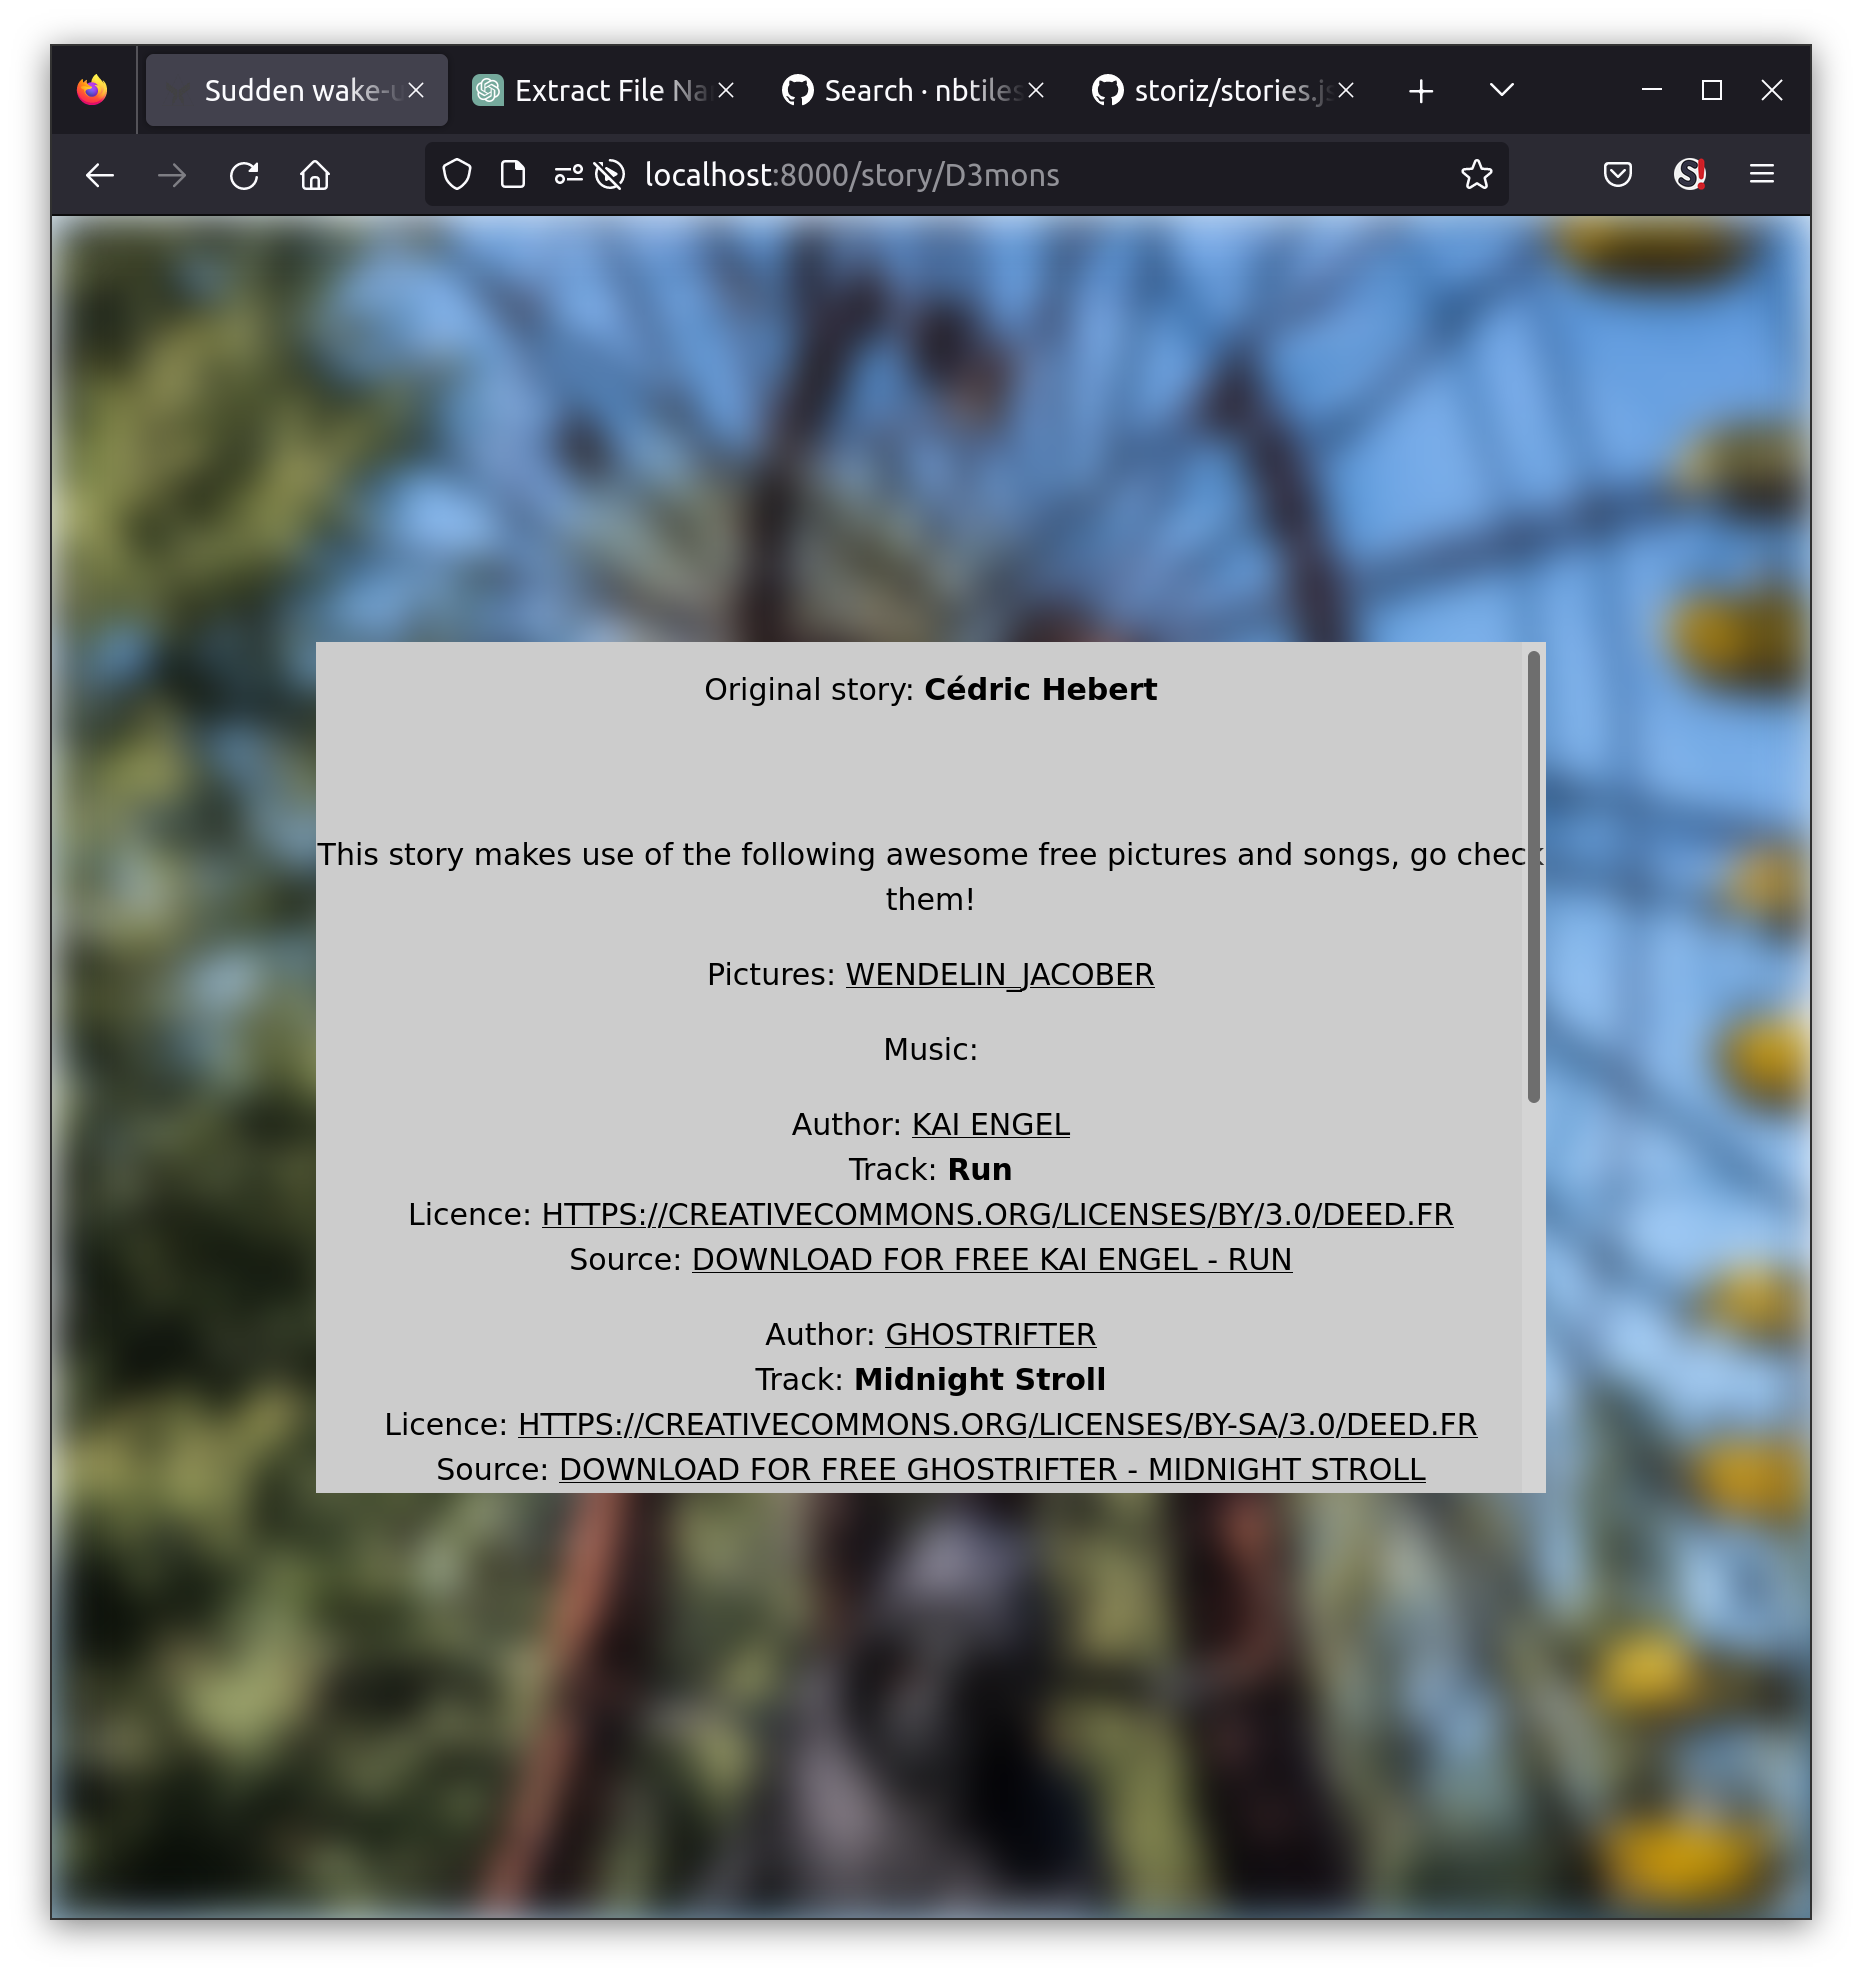 Sudden wake-u
Extract File Na
Search · nbtiles
storiz/stories.js
localhost:8000/story/D3mons
Original story: Cédric Hebert
This story makes use of the following awesome free pictures and songs, go check
them!
Pictures: WENDELIN_JACOBER
Music:
Author: KAI ENGEL
Track: Run
Licence: HTTPS://CREATIVECOMMONS.ORG/LICENSES/BY/3.0/DEED.FR
Source: DOWNLOAD FOR FREE KAI ENGEL - RUN
Author: GHOSTRIFTER
Track: Midnight Stroll
Licence: HTTPS://CREATIVECOMMONS.ORG/LICENSES/BY-SA/3.0/DEED.FR
Source: DOWNLOAD FOR FREE GHOSTRIFTER - MIDNIGHT STROLL